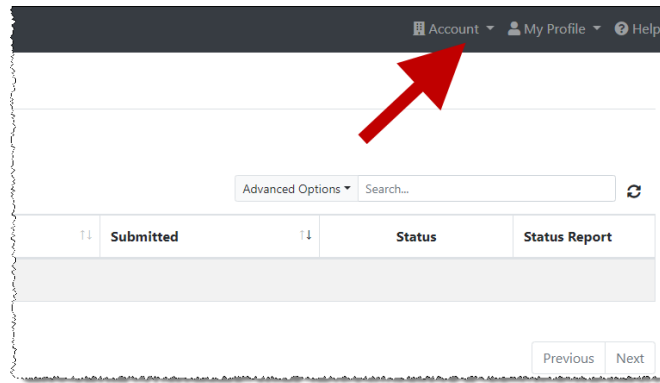 Account My Profile Help
Advanced Options Search...
Submitted Status Status Report
Previous Next